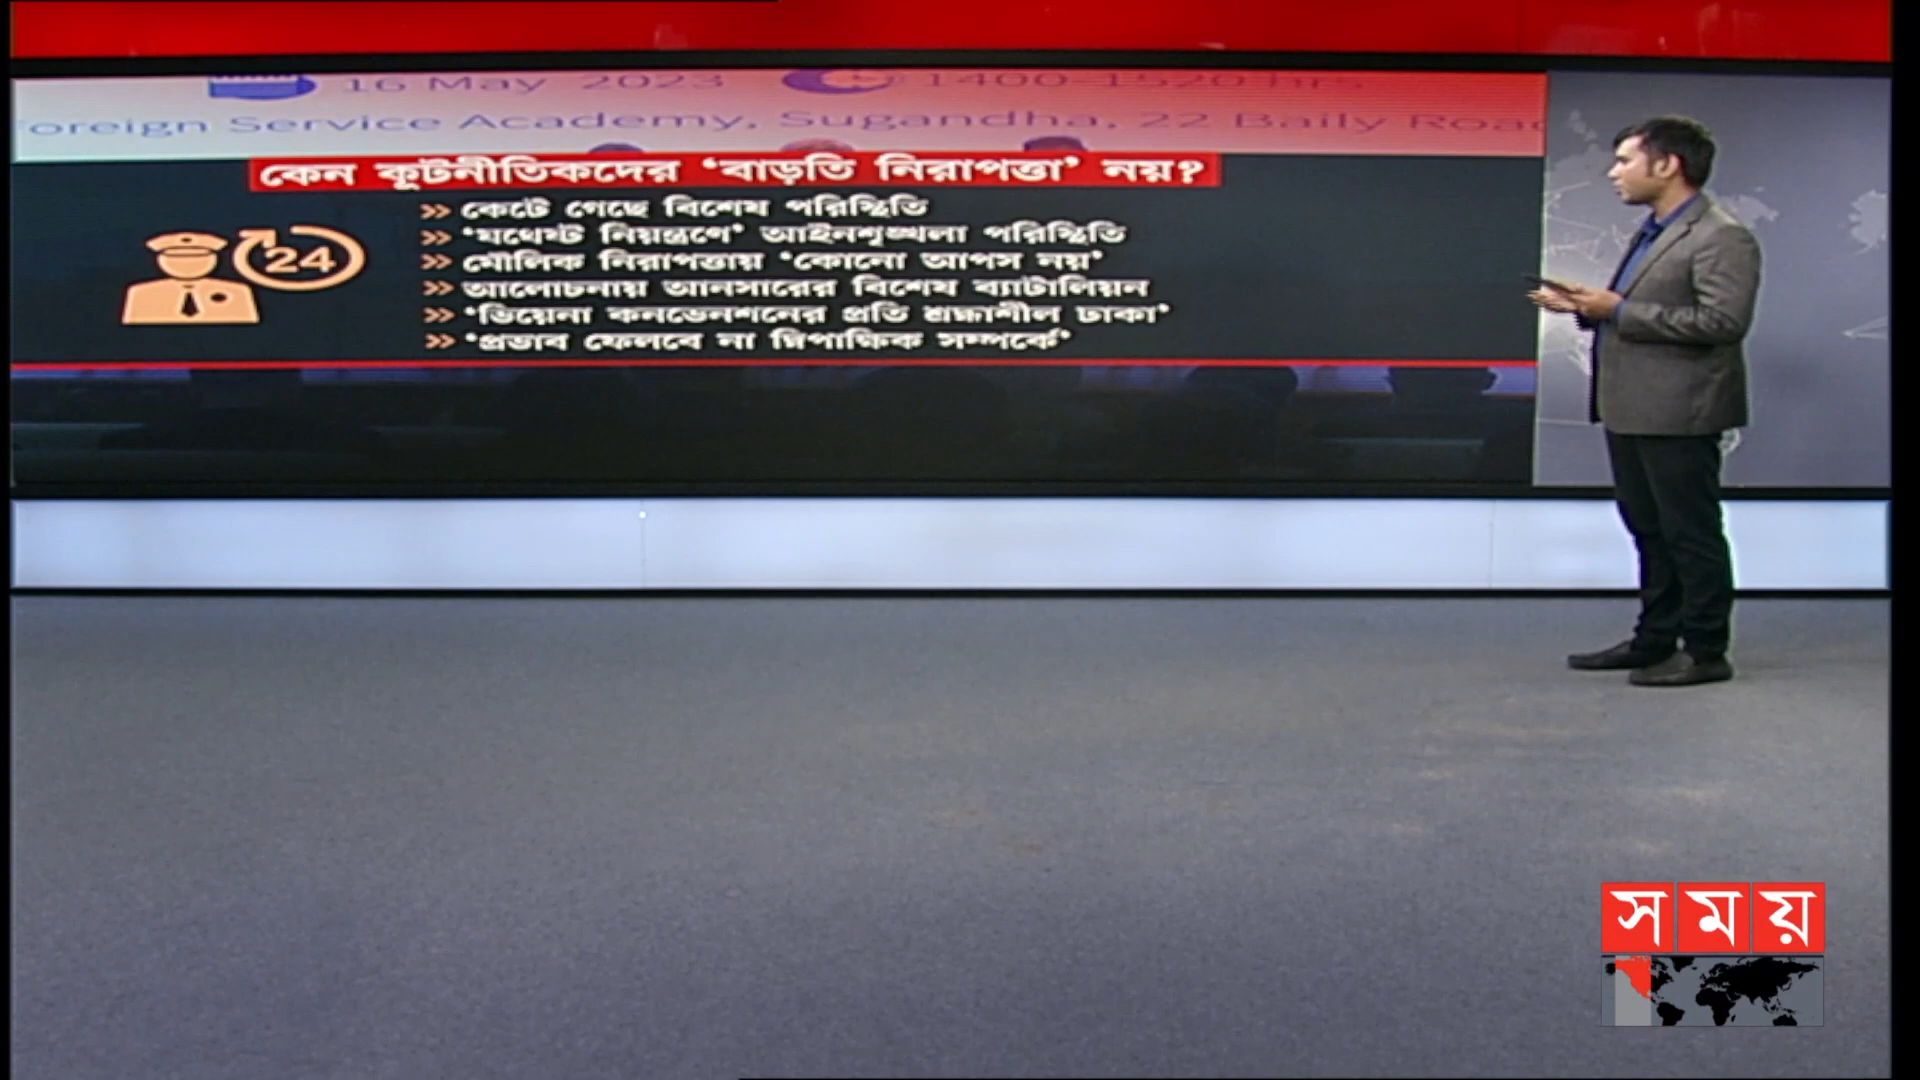 16 May 2023 1400-1520 hrs.
oreign Service Academy, Sugandha, 22 Baily Road
কেন কূটনীতিকদের ‘বাড়তি নিরাপত্তা’ নয়?
24
>> কেটে গেছে বিশেষ পরিস্থিতি
>> ‘যথেষ্ট নিয়ন্ত্রণে’ আইনশৃঙ্খলা পরিস্থিতি
>> মৌলিক নিরাপত্তায় ‘কোনো আপস নয়’
>> আলোচনায় আনসারের বিশেষ ব্যাটালিয়ন
>> ‘ভিয়েনা কনভেনশনের প্রতি শ্রদ্ধাশীল ঢাকা’
>> ‘প্রভাব ফেলবে না দ্বিপাক্ষিক সম্পর্কে’
সময়